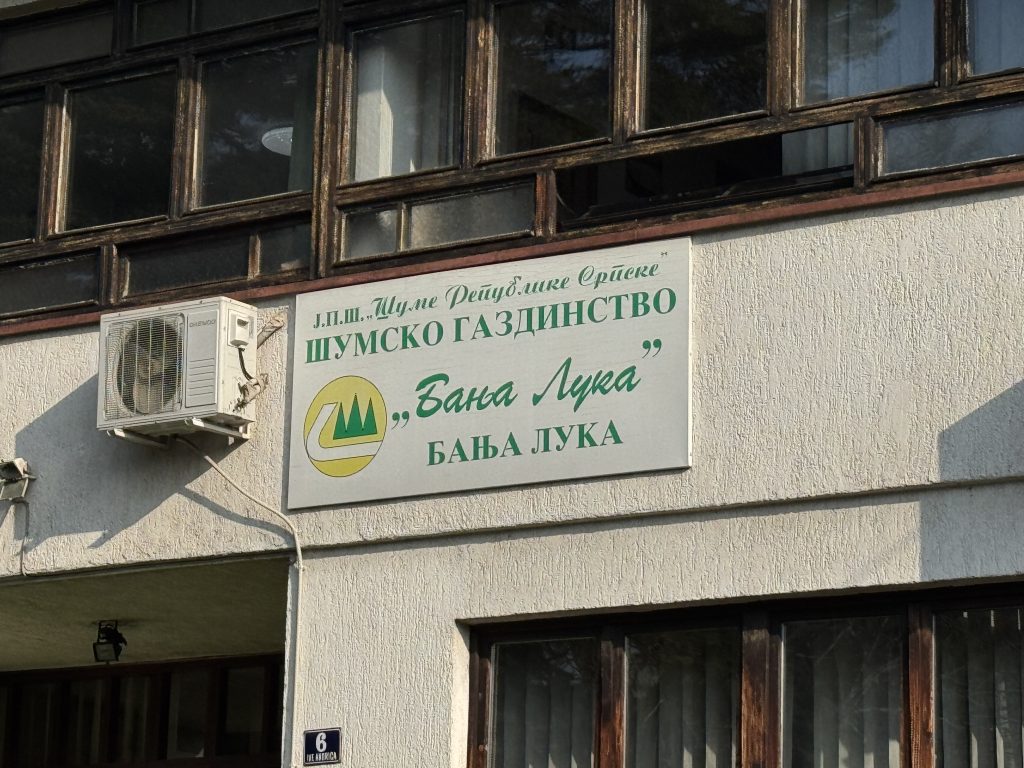 Ј.П.Ш. „Шуме Републике Српске"
ШУМСКО ГАЗДИНСТВО
„Бања Лука”
БАЊА ЛУКА
6